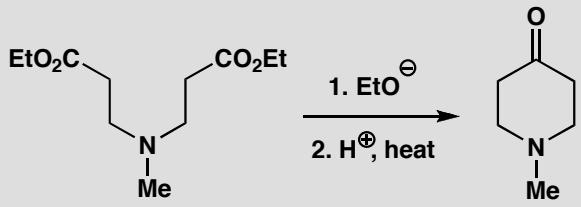 O
EtO₂C
CO₂Et
1. EtO⊖
N
2. H⊕, heat
N
Me
Me